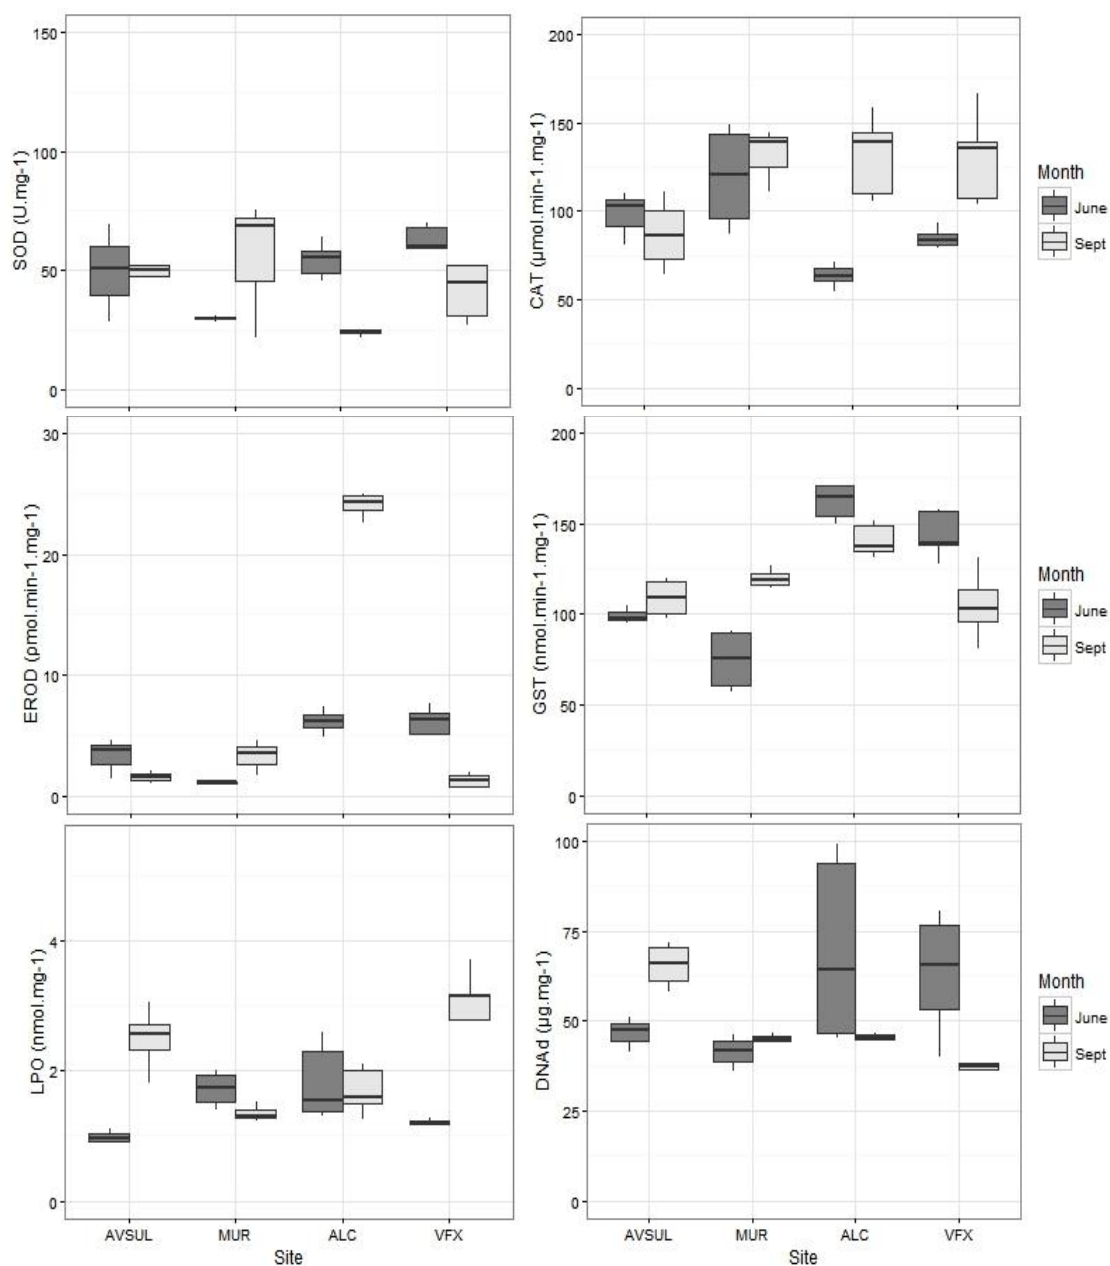 150
100
50
0
SOD (U.mg-1)
200
150
100
50
0
CAT (µmol.min-1.mg-1)
Month
June
Sept
30
20
10
0
EROD (pmol.min-1.mg-1)
200
150
100
50
0
GST (nmol.min-1.mg-1)
Month
June
Sept
4
2
0
LPO (nmol.mg-1)
AVSUL MUR ALC VFX
Site
100
75
50
25
0
DNAd (µg.mg-1)
AVSUL MUR ALC VFX
Site
Month
June
Sept